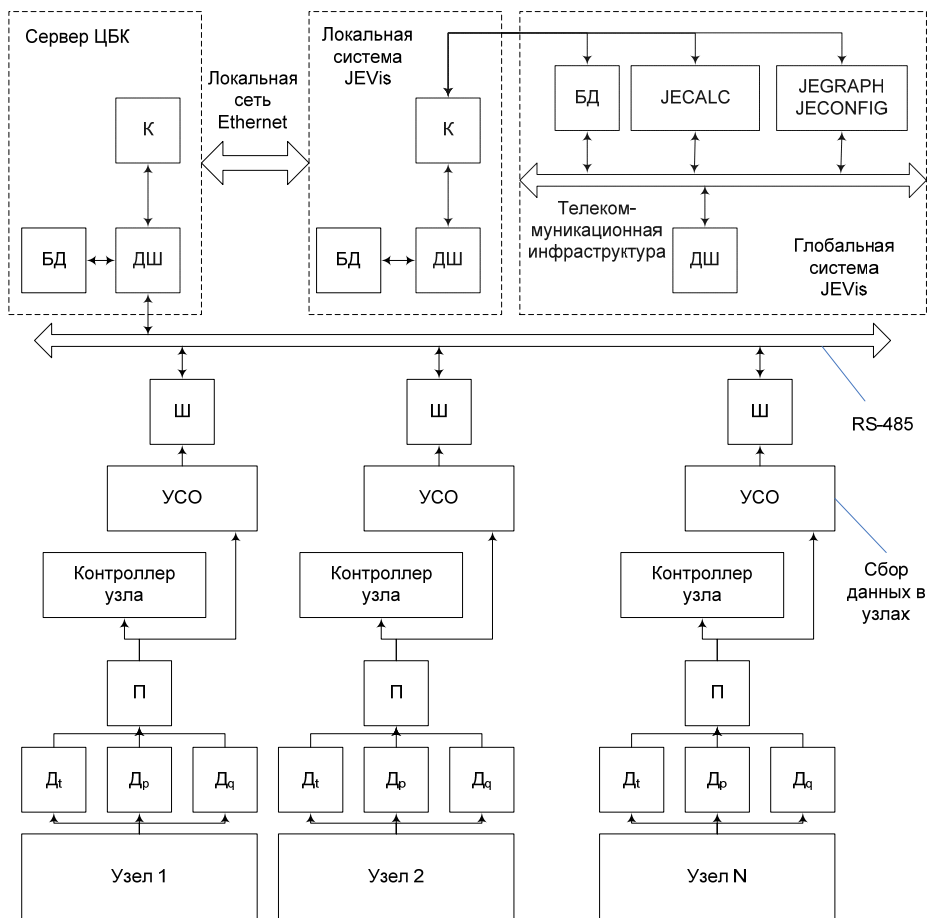 Сервер ЦБК
К
БД
ДШ
Локальная
сеть
Ethernet
Локальная
система
JEVis
К
БД
ДШ
БД
JECALC
JEGRAPH
JECONFIG
Телеком-
муникационная
инфраструктура
ДШ
Глобальная
система
JEVis
Ш
Ш
Ш
RS-485
УСО
УСО
УСО
Контроллер
узла
Контроллер
узла
Контроллер
узла
Сбор
данных в
узлах
П
П
П
Дt
Дp
Дq
Дt
Дp
Дq
Дt
Дp
Дq
Узел 1
Узел 2
Узел N